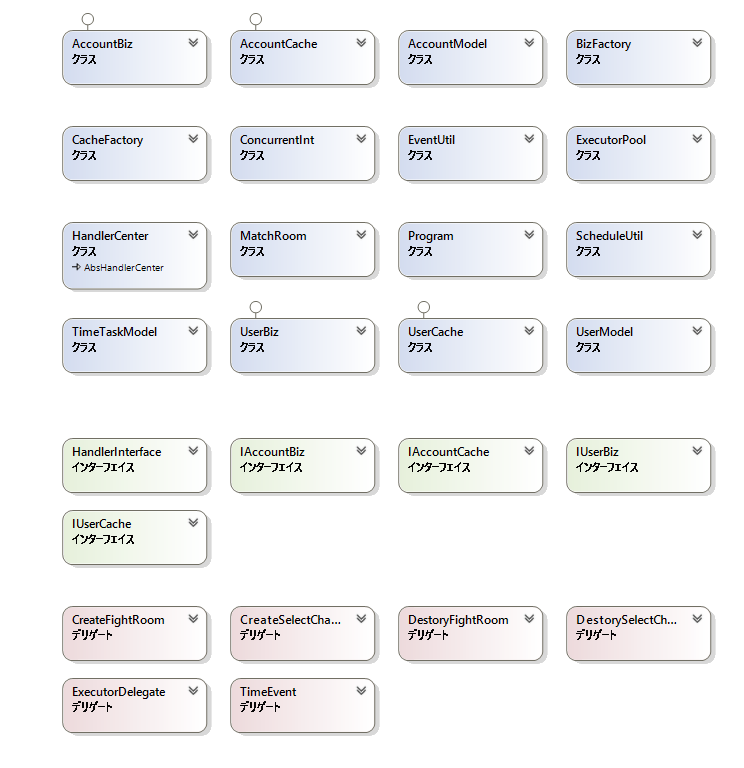 AccountBiz
クラス
AccountCache
クラス
AccountModel
クラス
BizFactory
クラス
CacheFactory
クラス
ConcurrentInt
クラス
EventUtil
クラス
ExecutorPool
クラス
HandlerCenter
クラス
AbsHandlerCenter
MatchRoom
クラス
Program
クラス
ScheduleUtil
クラス
TimeTaskModel
クラス
UserBiz
クラス
UserCache
クラス
UserModel
クラス
HandlerInterface
インターフェイス
IAccountBiz
インターフェイス
IAccountCache
インターフェイス
IUserBiz
インターフェイス
IUserCache
インターフェイス
CreateFightRoom
デリゲート
CreateSelectCha...
デリゲート
DestoryFightRoom
デリゲート
DestorySelectCh...
デリゲート
ExecutorDelegate
デリゲート
TimeEvent
デリゲート